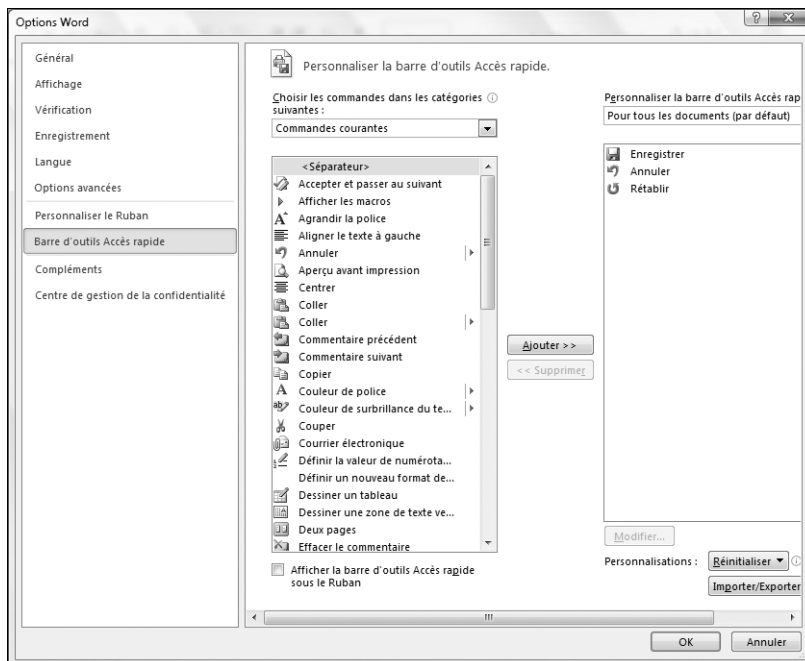 Options Word
Général
Affichage
Vérification
Enregistrement
Langue
Options avancées
Personnaliser le Ruban
Barre d'outils Accès rapide
Compléments
Centre de gestion de la confidentialité
Personnaliser la barre d'outils Accès rapide.
Choisir les commandes dans les catégories
suivantes :
Commandes courantes
<Séparateur>
Accepter et passer au suivant
Afficher les macros
Agrandir la police
Aligner le texte à gauche
Annuler
Aperçu avant impression
Centrer
Coller
Coller
Commentaire précédent
Commentaire suivant
Copier
Couleur de police
Couleur de surbrillance du te...
Couper
Courrier électronique
Définir la valeur de numérota...
Définir un nouveau format de...
Dessiner un tableau
Dessiner une zone de texte ve...
Deux pages
Effacer le commentaire
Afficher la barre d'outils Accès rapide
sous le Ruban
Ajouter >>
<< Supprimer
Personnaliser la barre d'outils Accès rap
Pour tous les documents (par défaut)
Enregistrer
Annuler
Rétablir
Modifier...
Personnalisations :
Réinitialiser
Importer/Exporter
OK
Annuler